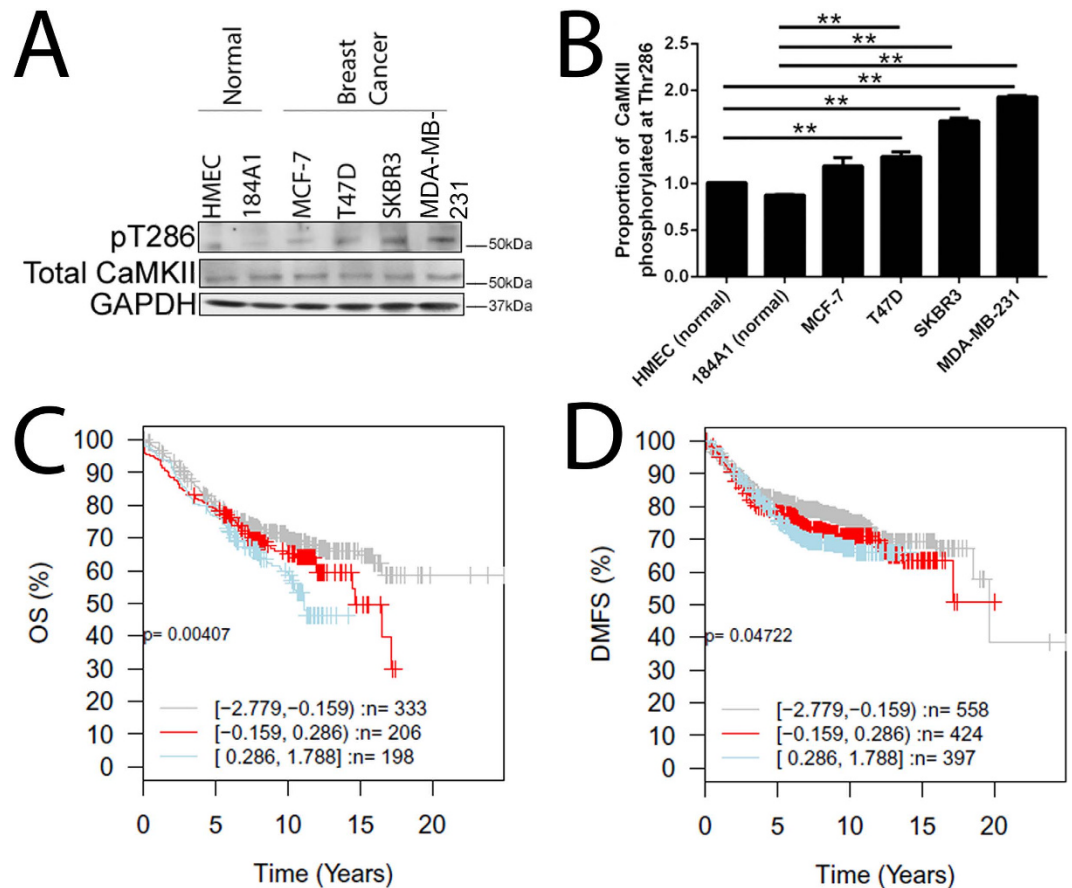 A
Normal
Breast
Cancer
HMEC
184A1
MCF-7
T47D
SKBR3
MDA-MB-
231
pT286
50kDa
Total CaMKII
50kDa
GAPDH
37kDa
B
Proportion of CaMKII
phosphorylated at Thr286
2.5
2.0
1.5
1.0
0.5
0.0
**
**
**
**
**
**
HMEC (normal)
184A1 (normal)
MCF-7
T47D
SKBR3
MDA-MB-231
C
OS (%)
100
90
80
70
60
50
40
30
20
10
0
p= 0.00407
[−2.779,−0.159) :n= 333
[−0.159, 0.286) :n= 206
[ 0.286, 1.788] :n= 198
0 5 10 15 20
Time (Years)
D
DMFS (%)
100
90
80
70
60
50
40
30
20
10
0
p= 0.04722
[−2.779,−0.159) :n= 558
[−0.159, 0.286) :n= 424
[ 0.286, 1.788] :n= 397
0 5 10 15 20
Time (Years)